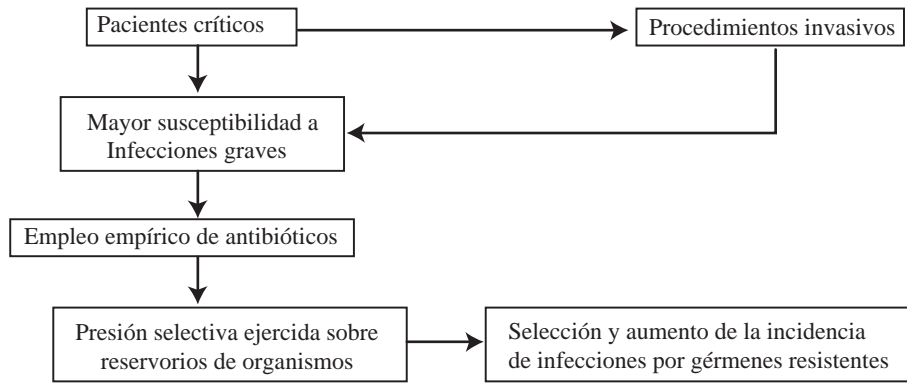 Pacientes críticos
Procedimientos invasivos
Mayor susceptibilidad a
Infecciones graves
Empleo empírico de antibióticos
Presión selectiva ejercida sobre
reservorios de organismos
Selección y aumento de la incidencia
de infecciones por gérmenes resistentes